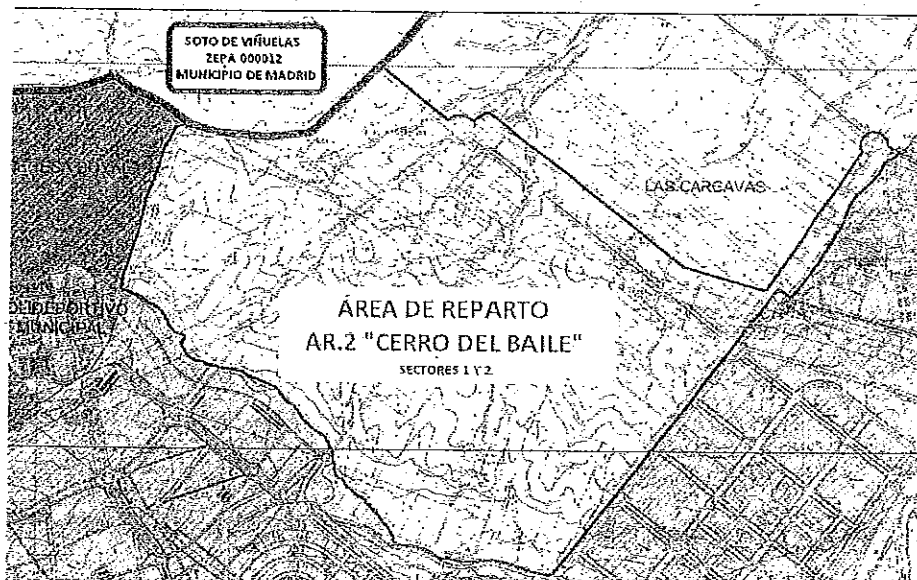 SOTO DE VIÑUELAS
ZEPA 000012
MUNICIPIO DE MADRID
LAS CARCAVAS
ÁREA DE REPARTO
AR.2 "CERRO DEL BAILE"
SECTORES 1 Y 2
MUNICIPAL